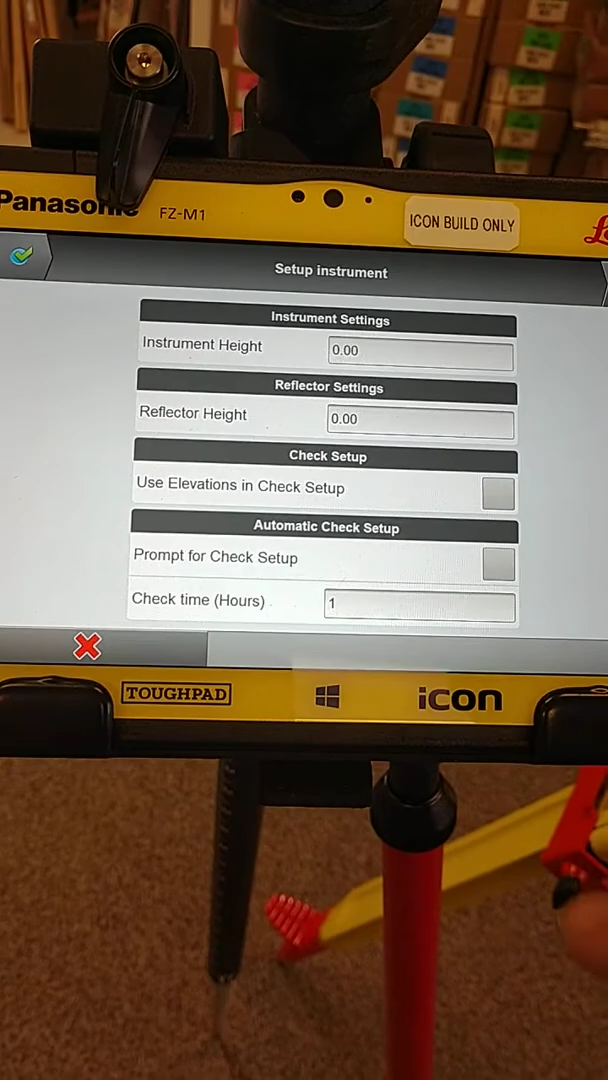 Panasonic
FZ-M1
ICON BUILD ONLY
Setup instrument
Instrument Settings
Instrument Height
0.00
Reflector Settings
Reflector Height
0.00
Check Setup
Use Elevations in Check Setup
Automatic Check Setup
Prompt for Check Setup
Check time (Hours)
1
TOUGHPAD
iCON